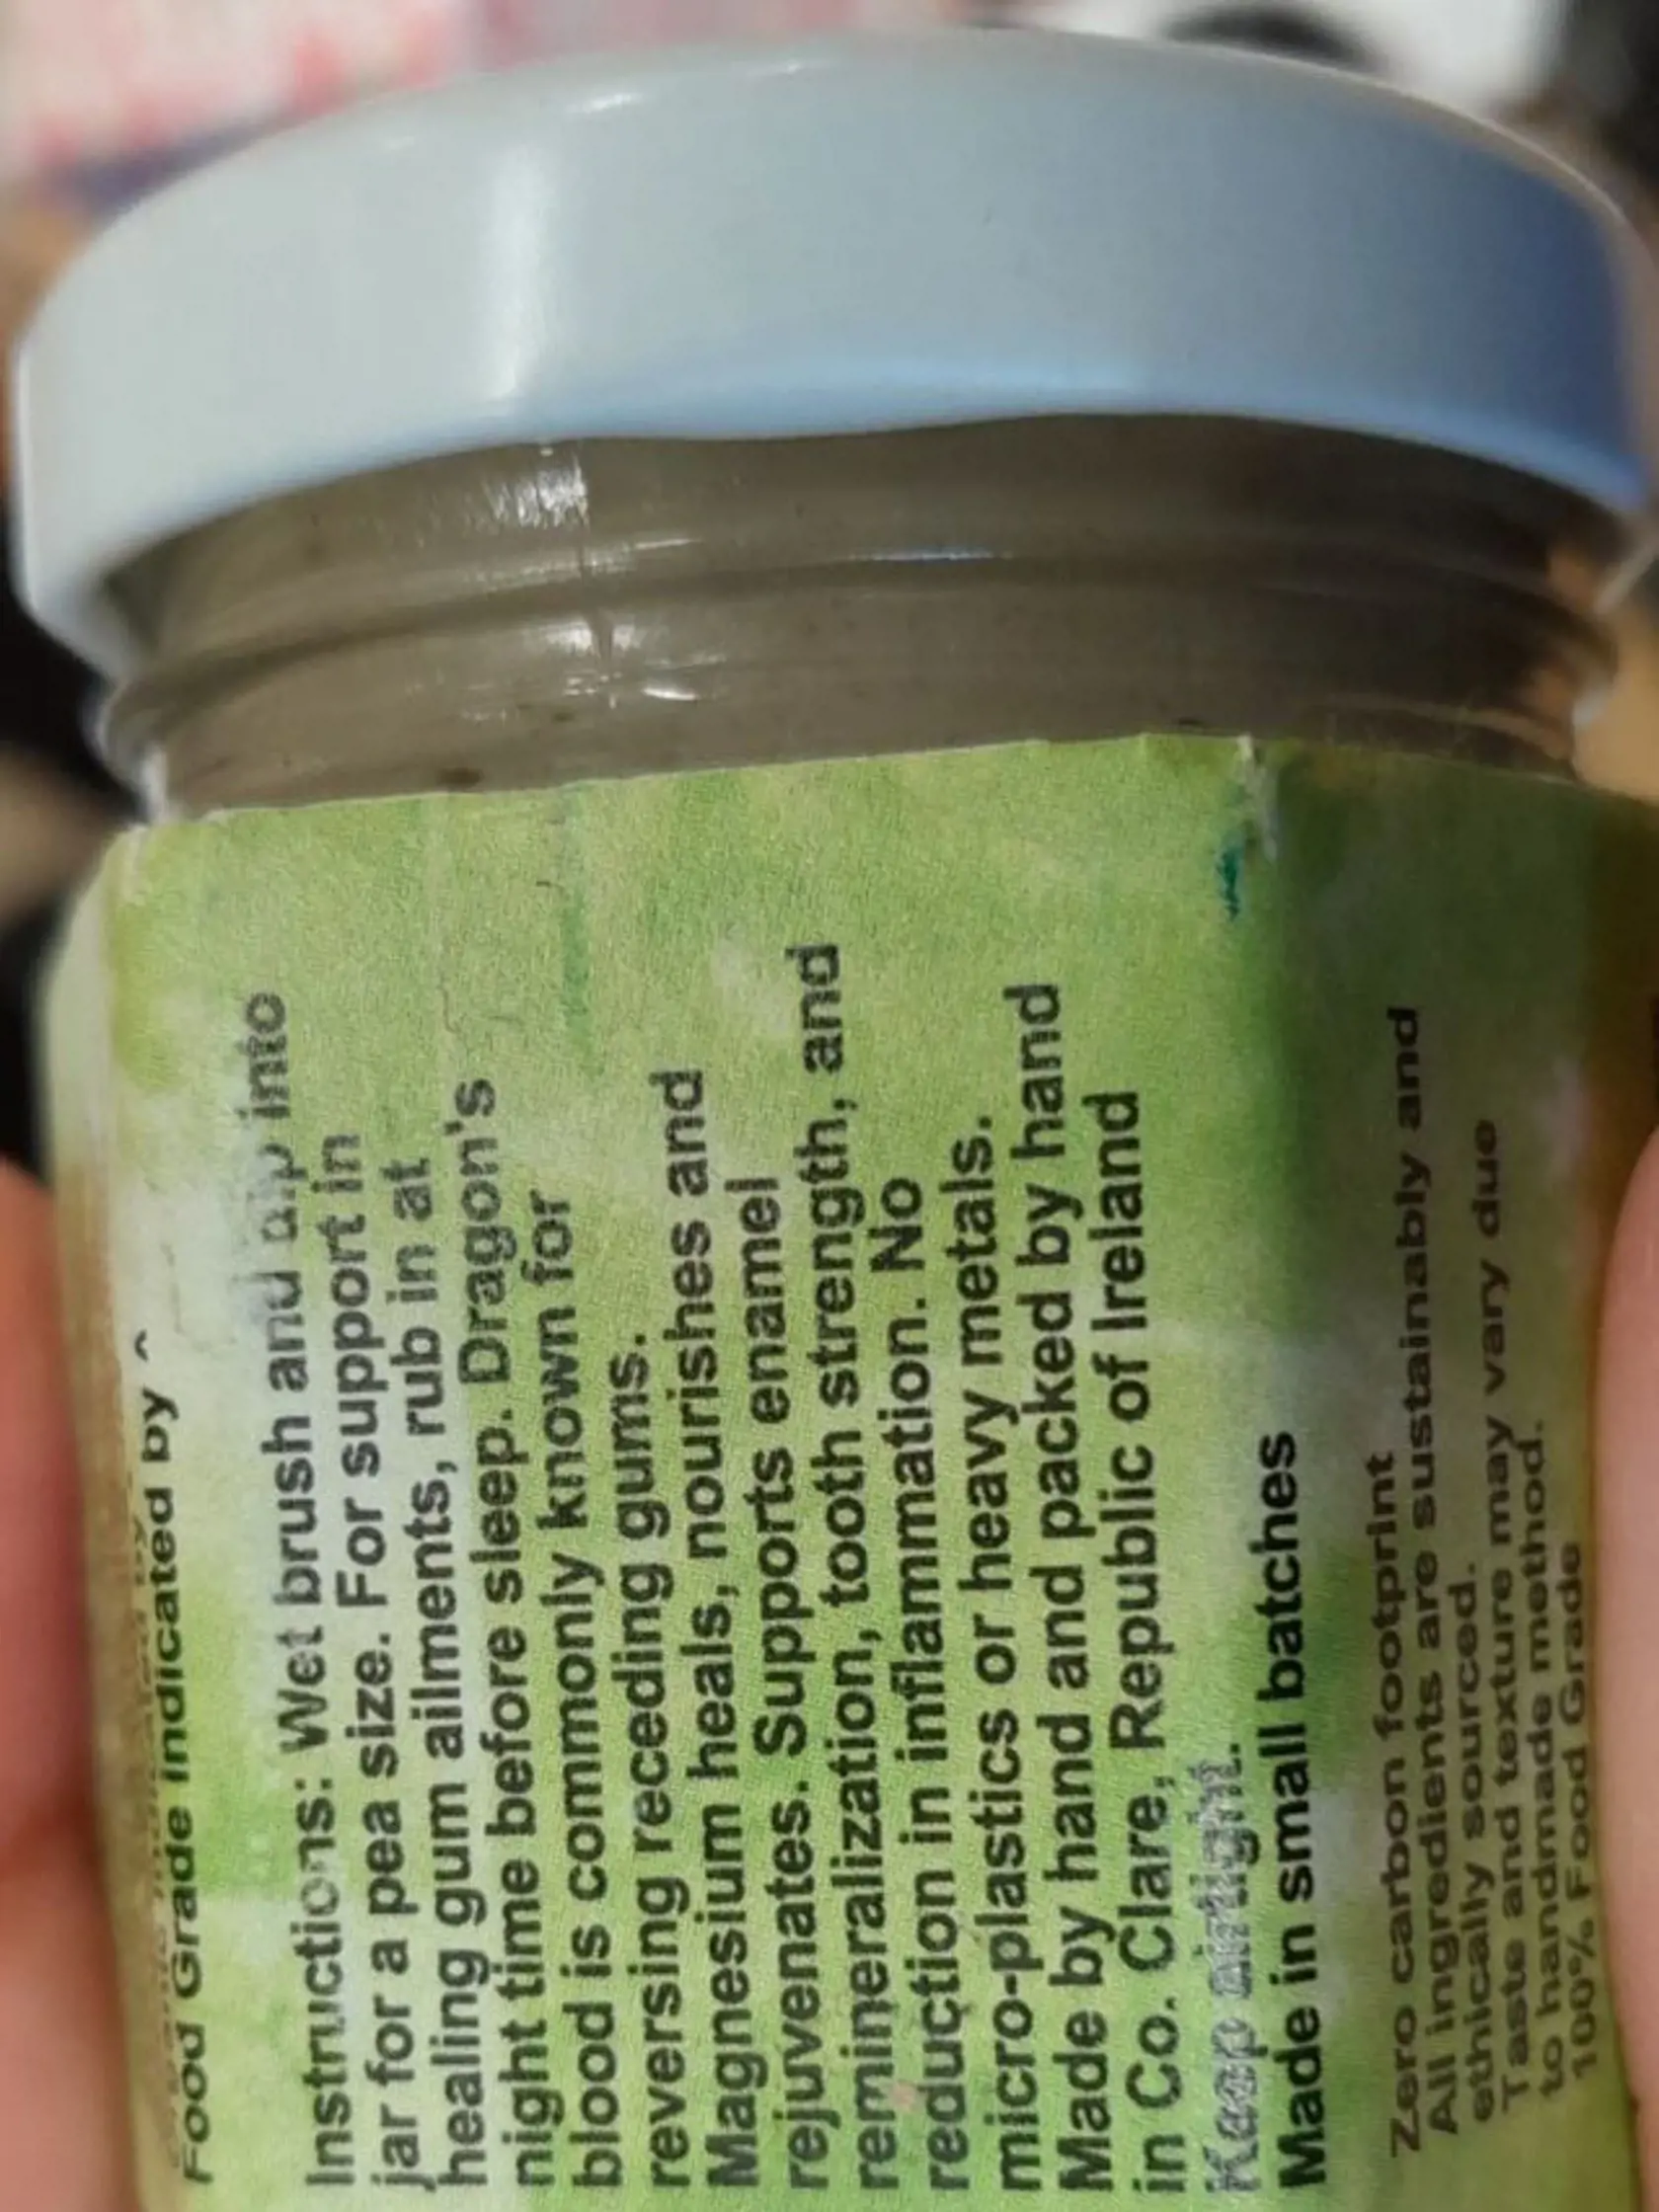 Food Grade indicated by ^
Instructions: Wet brush and dip into
jar for a pea size. For support in
healing gum ailments, rub in at
night time before sleep. Dragon's
blood is commonly known for
reversing receding gums.
Magnesium heals, nourishes and
rejuvenates. Supports enamel
remineralization, tooth strength, and
reduction in inflammation. No
micro-plastics or heavy metals.
Made by hand and packed by hand
in Co. Clare, Republic of Ireland
Keep airtight.
Made in small batches
Zero carbon footprint
All ingredients are sustainably and
ethically sourced.
Taste and texture may vary due
to handmade method.
100% Food Grade